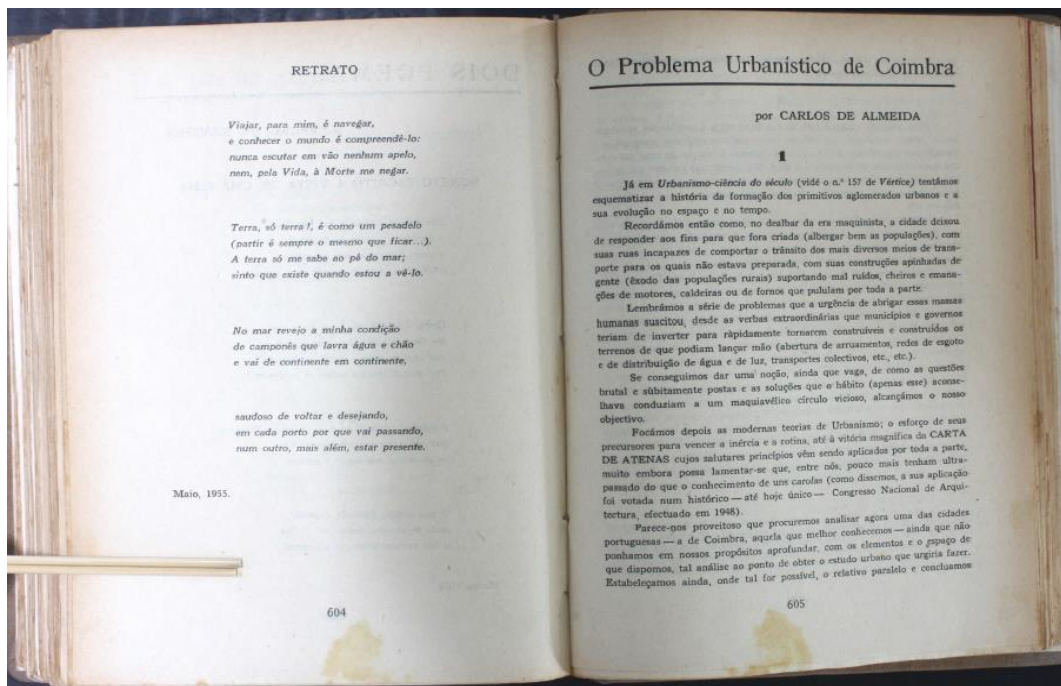 RETRATO
Viajar, para mim, é navegar,
e conhecer o mundo é compreendê-lo:
nunca escutar em vão nenhum apelo,
nem, pela Vida, à Morte me negar.
Terra, só terra!, é como um pesadelo
(partir é sempre o mesmo que ficar...).
A terra só me sabe ao pé do mar;
sinto que existe quando estou a vê-lo.
No mar revejo a minha condição
de camponês que lavra água e chão
e vai de continente em continente,
saudoso de voltar e desejando,
em cada porto por que vai passando,
num outro, mais além, estar presente.
Maio, 1955.
604
O Problema Urbanístico de Coimbra
por CARLOS DE ALMEIDA
1
Já em Urbanismo-ciência do século (vidé o n.º 157 de Vértice) tentámos
esquematizar a história da formação dos primitivos aglomerados urbanos e a
sua evolução no espaço e no tempo.
Recordámos então como, no dealbar da era maquinista, a cidade deixou
de responder aos fins para que fora criada (albergar bem as populações), com
suas ruas incapazes de comportar o trânsito dos mais diversos meios de trans-
porte para os quais não estava preparada, com suas construções apinhadas de
gente (êxodo das populações rurais) suportando mal ruídos, cheiros e emana-
ções de motores, caldeiras ou de fornos que pululam por toda a parte.
Lembrámos a série de problemas que a urgência de abrigar essas massas
humanas suscitou, desde as verbas extraordinárias que municípios e governos
teriam de inverter para ràpidamente tornarem construíveis e construídos os
terrenos de que podiam lançar mão (abertura de arruamentos, redes de esgoto
e de distribuição de água e de luz, transportes colectivos, etc., etc.).
Se conseguimos dar uma noção, ainda que vaga, de como as questões
brutal e sùbitamente postas e as soluções que o hábito (apenas esse) aconse-
lhava conduziam a um maquiavélico círculo vicioso, alcançámos o nosso
objectivo.
Focámos depois as modernas teorias de Urbanismo; o esforço de seus
precursores para vencer a inércia e a rotina, até à vitória magnífica da CARTA
DE ATENAS cujos salutares princípios vêm sendo aplicados por toda a parte,
muito embora possa lamentar-se que, entre nós, pouco mais tenham ultra-
passado do que o conhecimento de uns carolas (como dissemos, a sua aplicação
foi votada num histórico — até hoje único — Congresso Nacional de Arqui-
tectura, efectuado em 1948).
Parece-nos proveitoso que procuremos analisar agora uma das cidades
portuguesas — a de Coimbra, aquela que melhor conhecemos — ainda que não
ponhamos em nossos propósitos aprofundar, com os elementos e o espaço de
que dispomos, tal análise ao ponto de obter o estudo urbano que urgiria fazer.
Estabeleçamos ainda, onde tal for possível, o relativo paralelo e concluamos
605